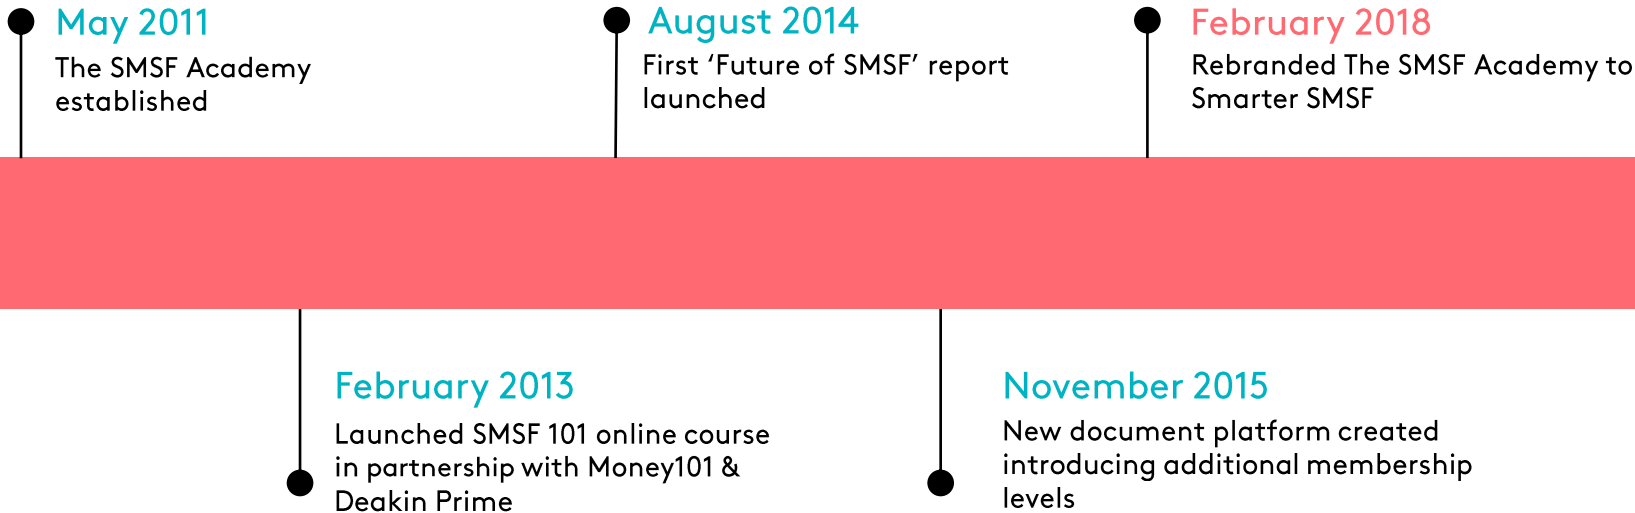 May 2011
The SMSF Academy
established
August 2014
First ‘Future of SMSF’ report
launched
February 2018
Rebranded The SMSF Academy to
Smarter SMSF
February 2013
Launched SMSF 101 online course
in partnership with Money101 &
Deakin Prime
November 2015
New document platform created
introducing additional membership
levels